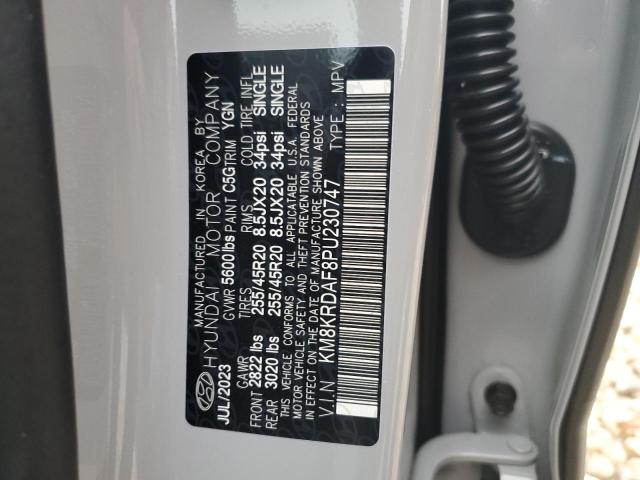 MANUFACTURED IN KOREA BY
HYUNDAI MOTOR COMPANY
JUL/2023 GVWR 5600lbs PAINT C5G TRIM YGN
GAWR TIRES RIMS COLD TIRE INFL
FRONT 2822 lbs 255/45R20 8.5JX20 34psi SINGLE
REAR 3020 lbs 255/45R20 8.5JX20 34psi SINGLE
THIS VEHICLE CONFORMS TO ALL APPLICABLE U.S.A. FEDERAL
MOTOR VEHICLE SAFETY AND THEFT PREVENTION STANDARDS
IN EFFECT ON THE DATE OF MANUFACTURE SHOWN ABOVE
V.I.N KM8KRDAF8PU230747 TYPE : MPV